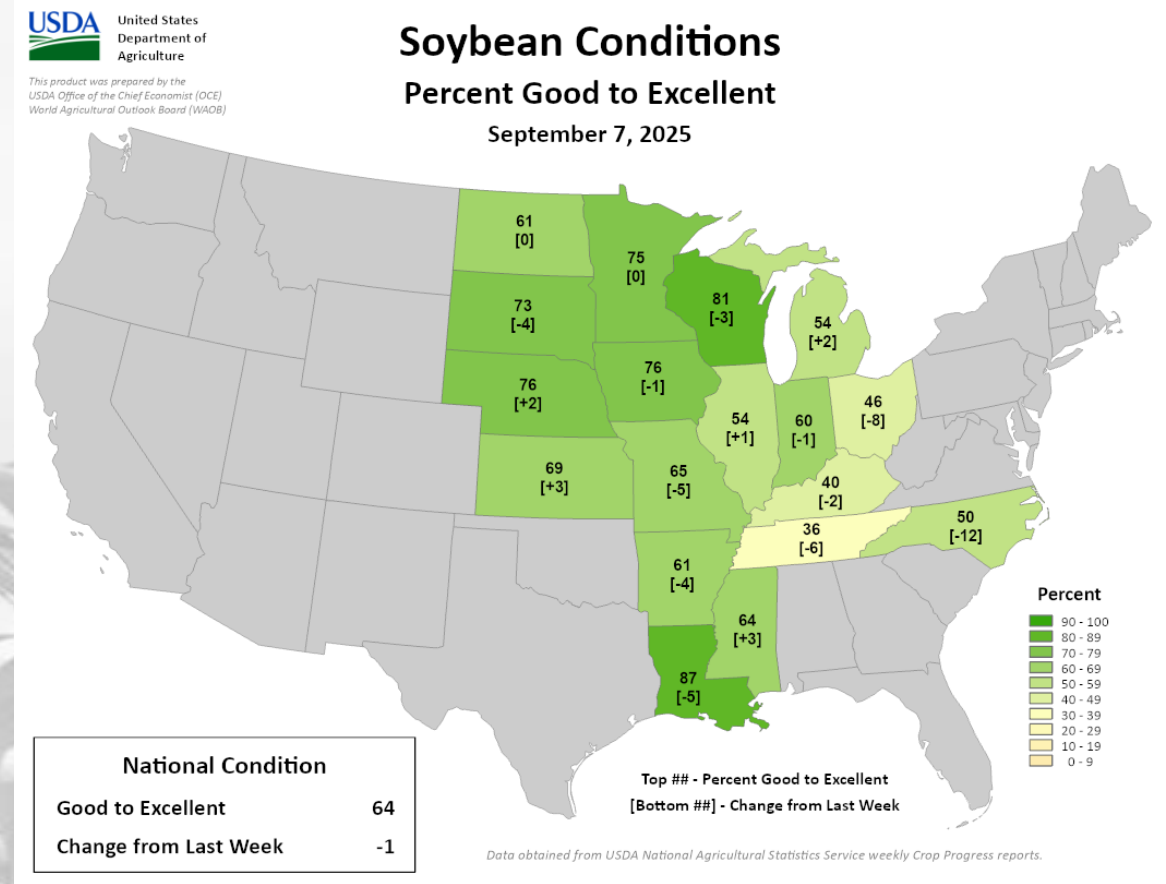 USDA
United States
Department of
Agriculture
This product was prepared by the
USDA Office of the Chief Economist (OCE)
World Agricultural Outlook Board (WAOB)
Soybean Conditions
Percent Good to Excellent
September 7, 2025
61
[0]
75
[0]
73
[-4]
81
[-3]
54
[+2]
76
[+2]
76
[-1]
54
[+1]
60
[-1]
46
[-8]
69
[+3]
65
[-5]
40
[-2]
36
[-6]
50
[-12]
61
[-4]
64
[+3]
87
[-5]
Percent
90 - 100
80 - 89
70 - 79
60 - 69
50 - 59
40 - 49
30 - 39
20 - 29
10 - 19
0 - 9
National Condition
Good to Excellent 64
Change from Last Week -1
Top ## - Percent Good to Excellent
[Bottom ##] - Change from Last Week
Data obtained from USDA National Agricultural Statistics Service weekly Crop Progress reports.